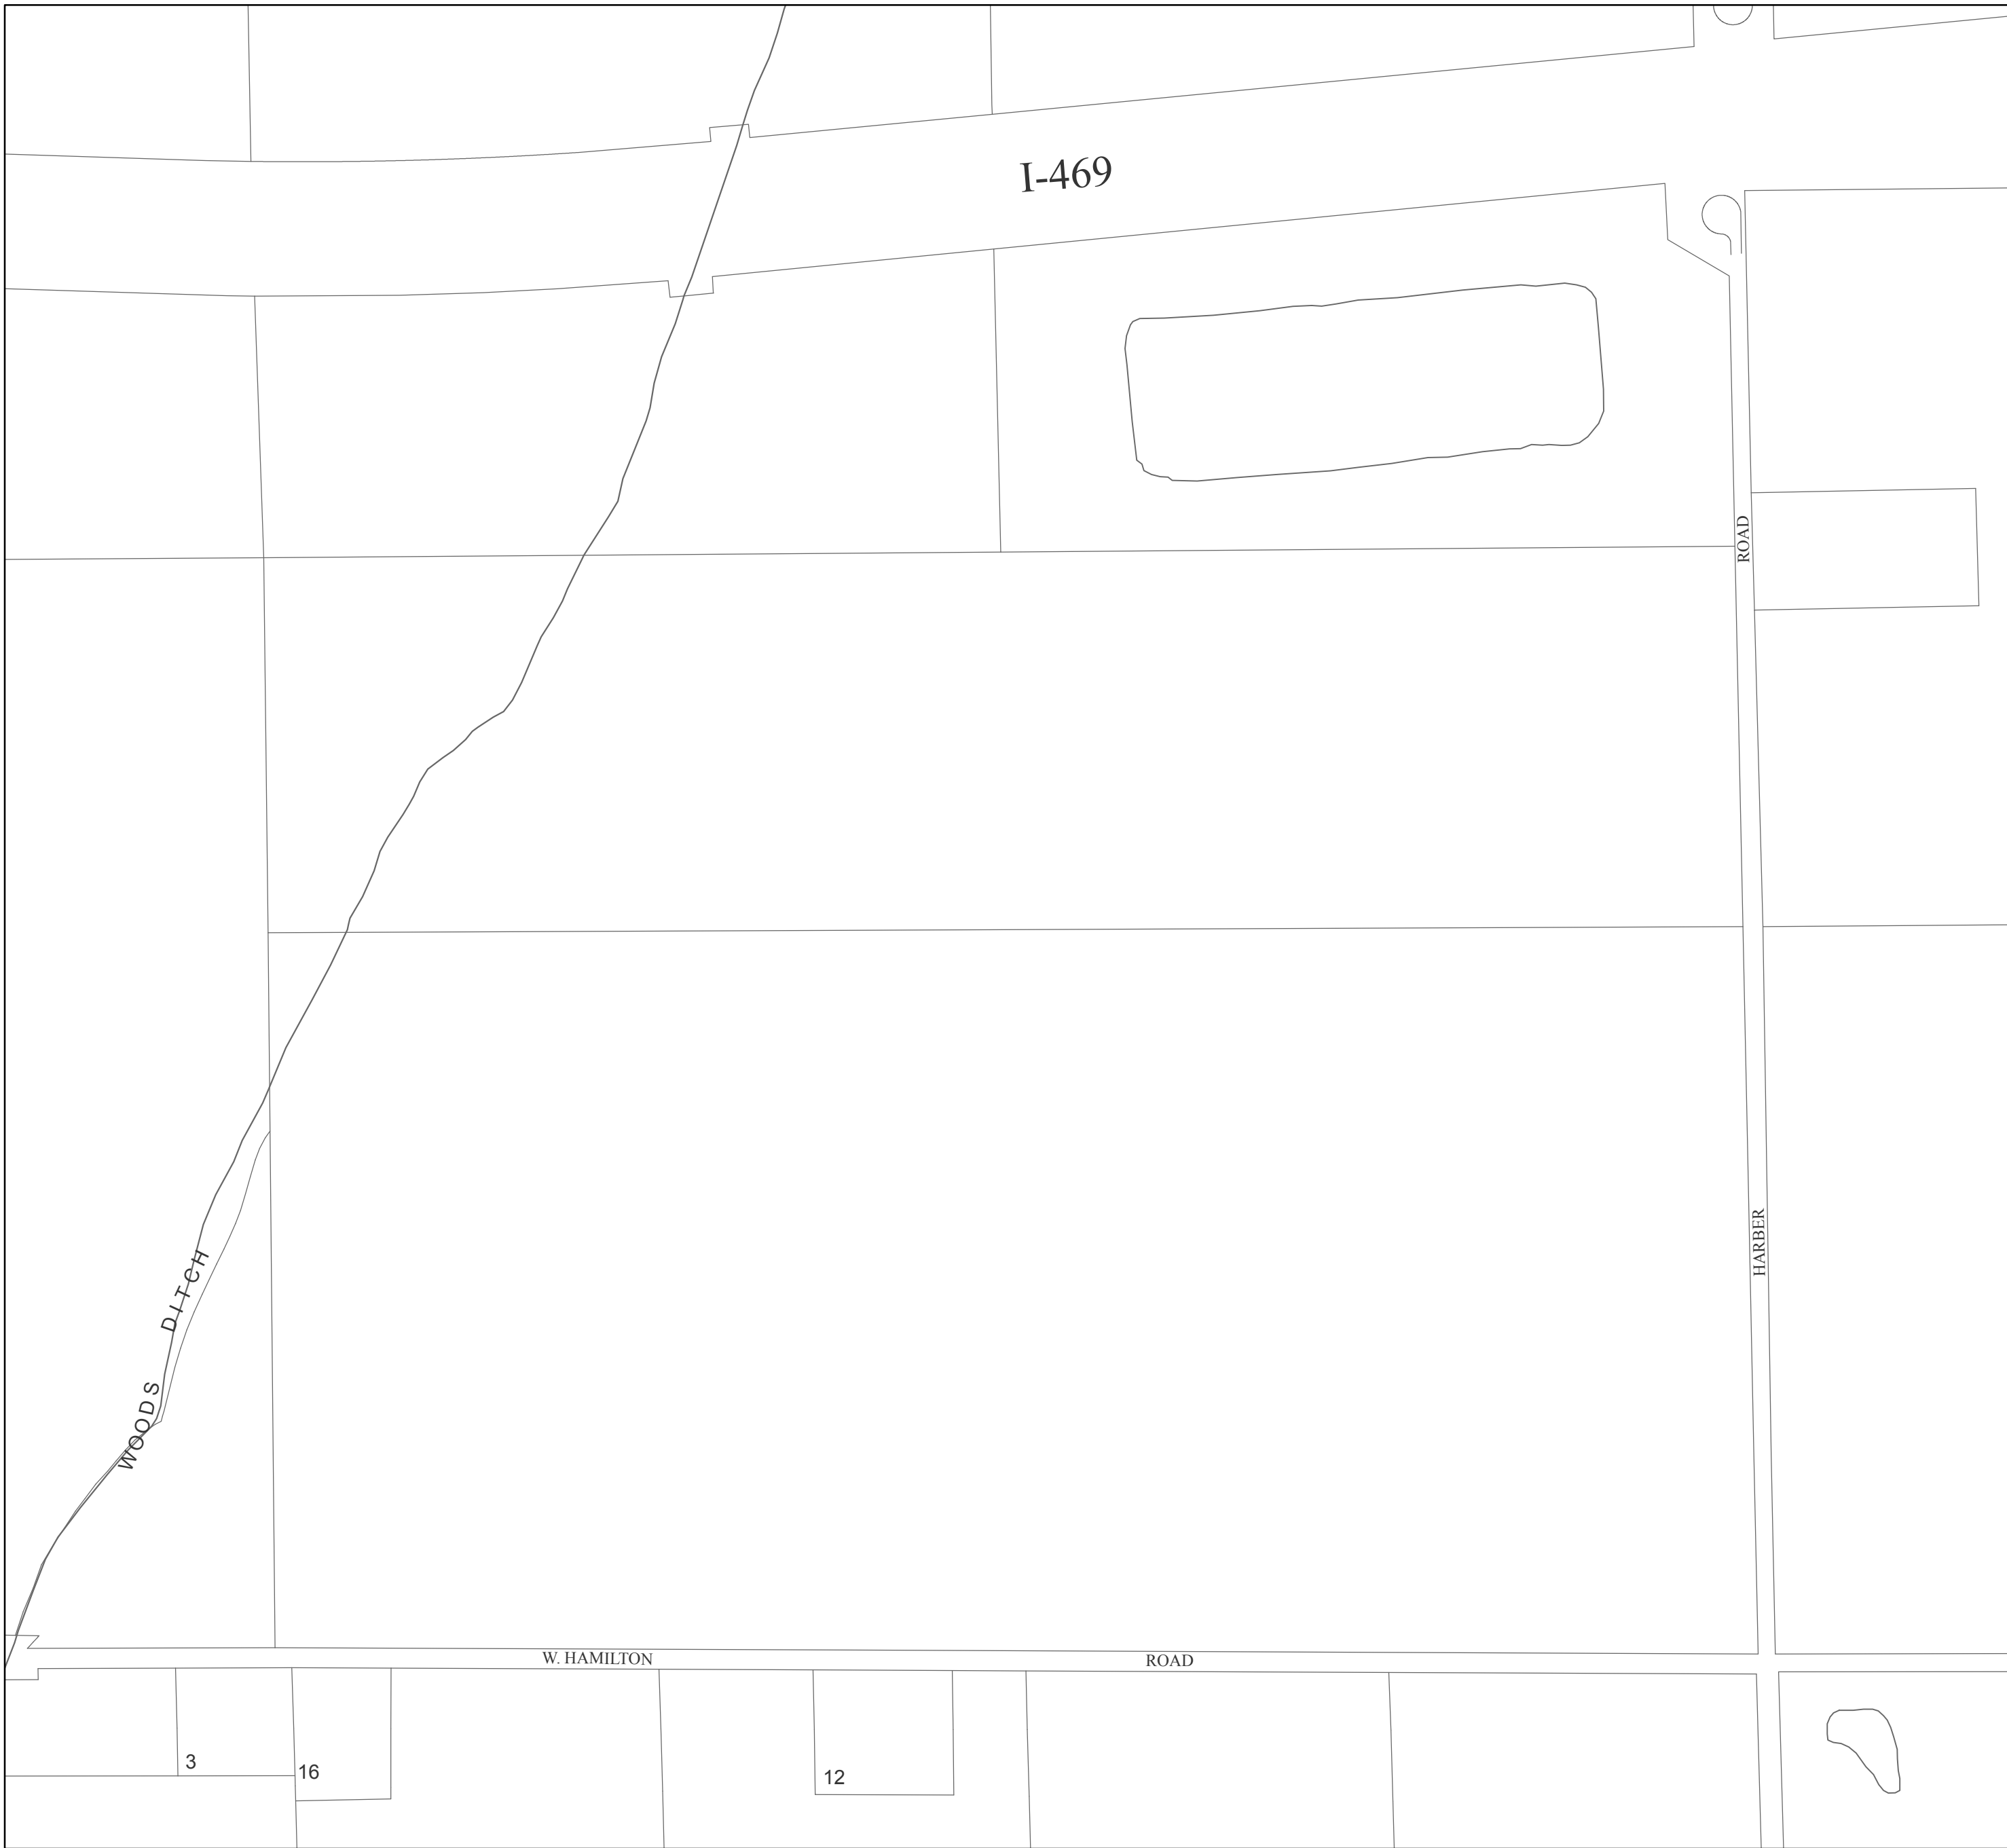 I-469
ROAD
HARBER
WOODS DITCH
W. HAMILTON ROAD
3
16
12